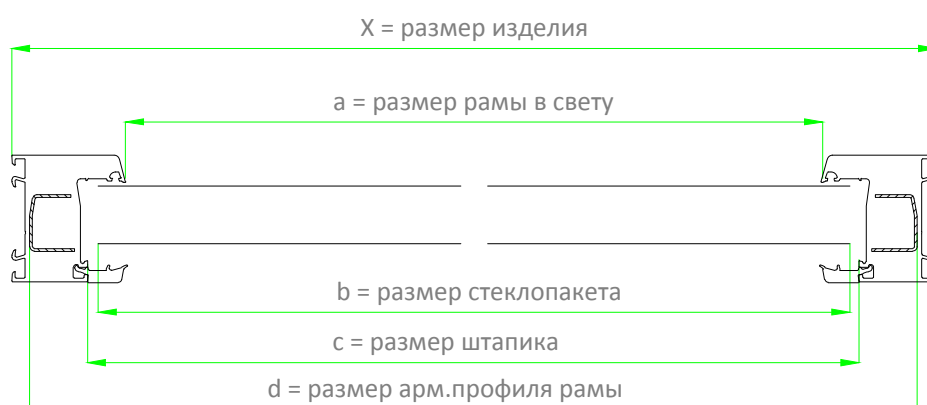 X = размер изделия
a = размер рамы в свету
b = размер стеклопакета
c = размер штапика
d = размер арм.профиля рамы